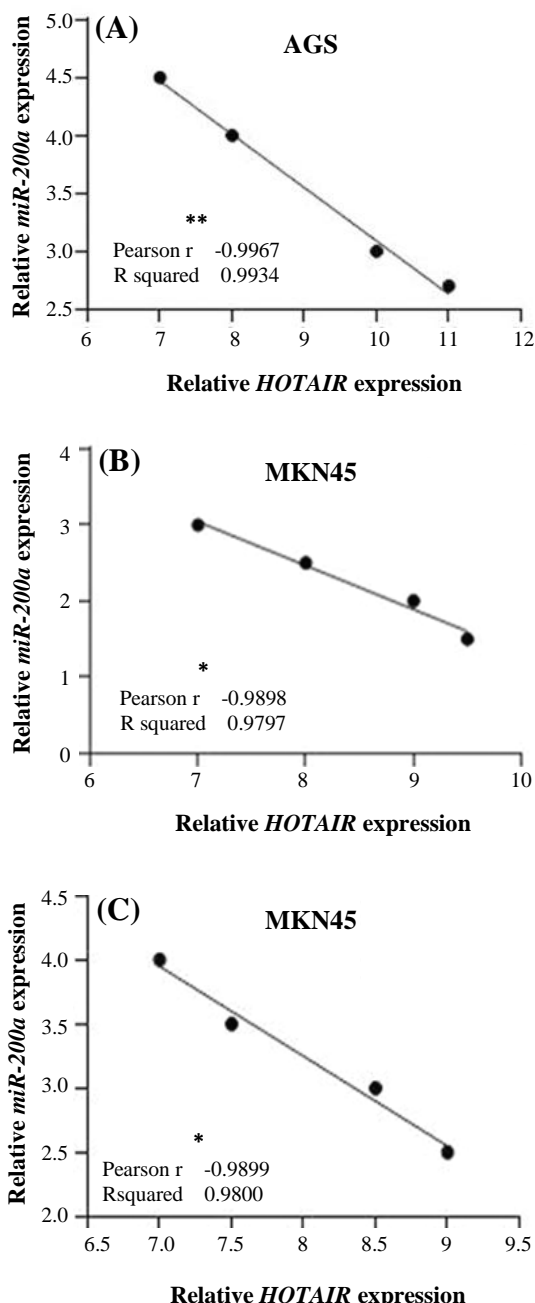 (A) AGS
Relative miR-200a expression
5.0
4.5
4.0
3.5
3.0
2.5
**
Pearson r -0.9967
R squared 0.9934
6 7 8 9 10 11 12
Relative HOTAIR expression
(B) MKN45
Relative miR-200a expression
4
3
2
1
0
*
Pearson r -0.9898
R squared 0.9797
6 7 8 9 10
Relative HOTAIR expression
(C) MKN45
Relative miR-200a expression
4.5
4.0
3.5
3.0
2.5
2.0
*
Pearson r -0.9899
Rsquared 0.9800
6.5 7.0 7.5 8 8.5 9 9.5
Relative HOTAIR expression